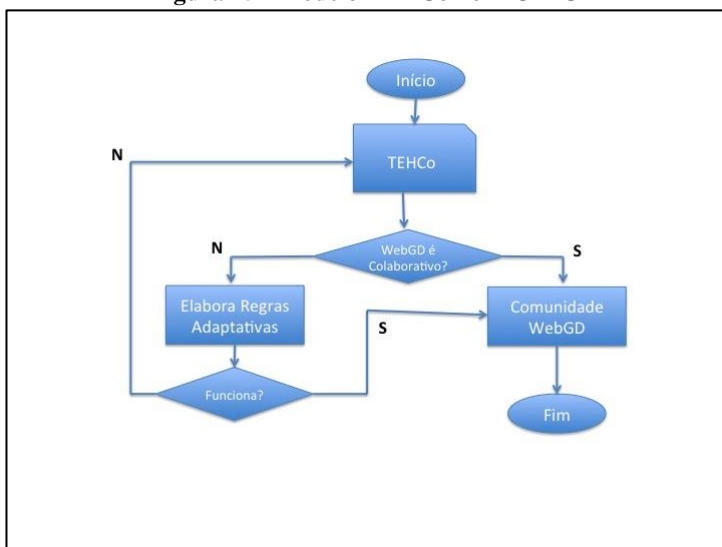 Início
N
TEHCo
WebGD é
Colaborativo?
N
S
Elabora Regras
Adaptativas
S
Comunidade
WebGD
Funciona?
Fim